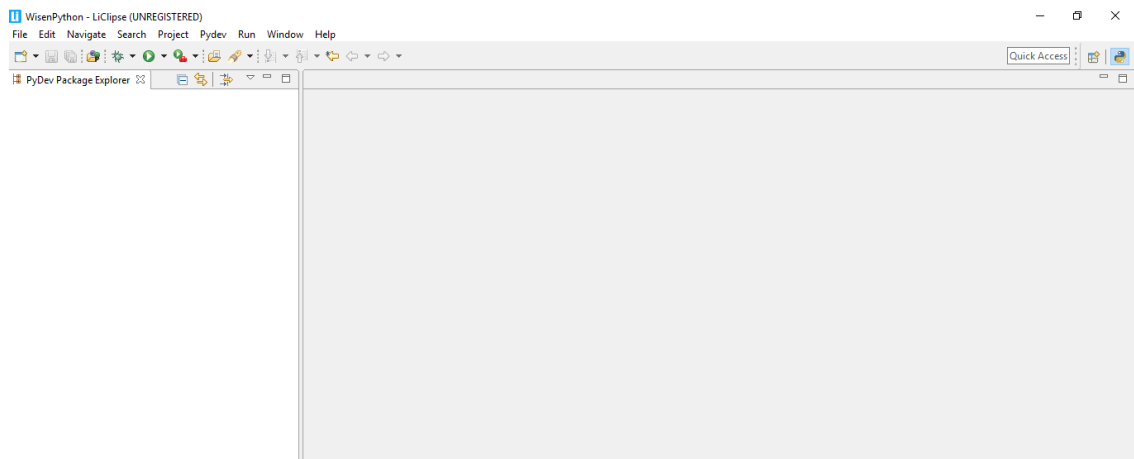 WisenPython - LiClipse (UNREGISTERED)
File Edit Navigate Search Project Pydev Run Window Help
Quick Access
PyDev Package Explorer